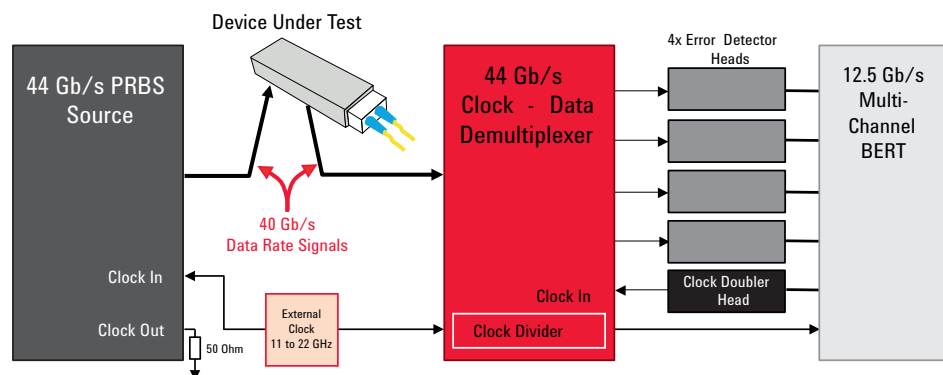 Device Under Test
44 Gb/s PRBS
Source
44 Gb/s
Clock - Data
Demultiplexer
4x Error Detector
Heads
12.5 Gb/s
Multi-
Channel
BERT
40 Gb/s
Data Rate Signals
Clock In
Clock Out
50 Ohm
External
Clock
11 to 22 GHz
Clock In
Clock Divider
Clock Doubler
Head